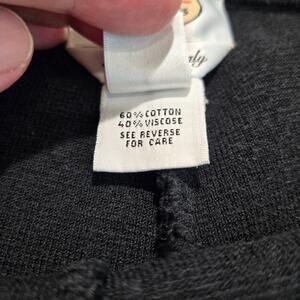 60% COTTON
40% VISCOSE
SEE REVERSE
FOR CARE